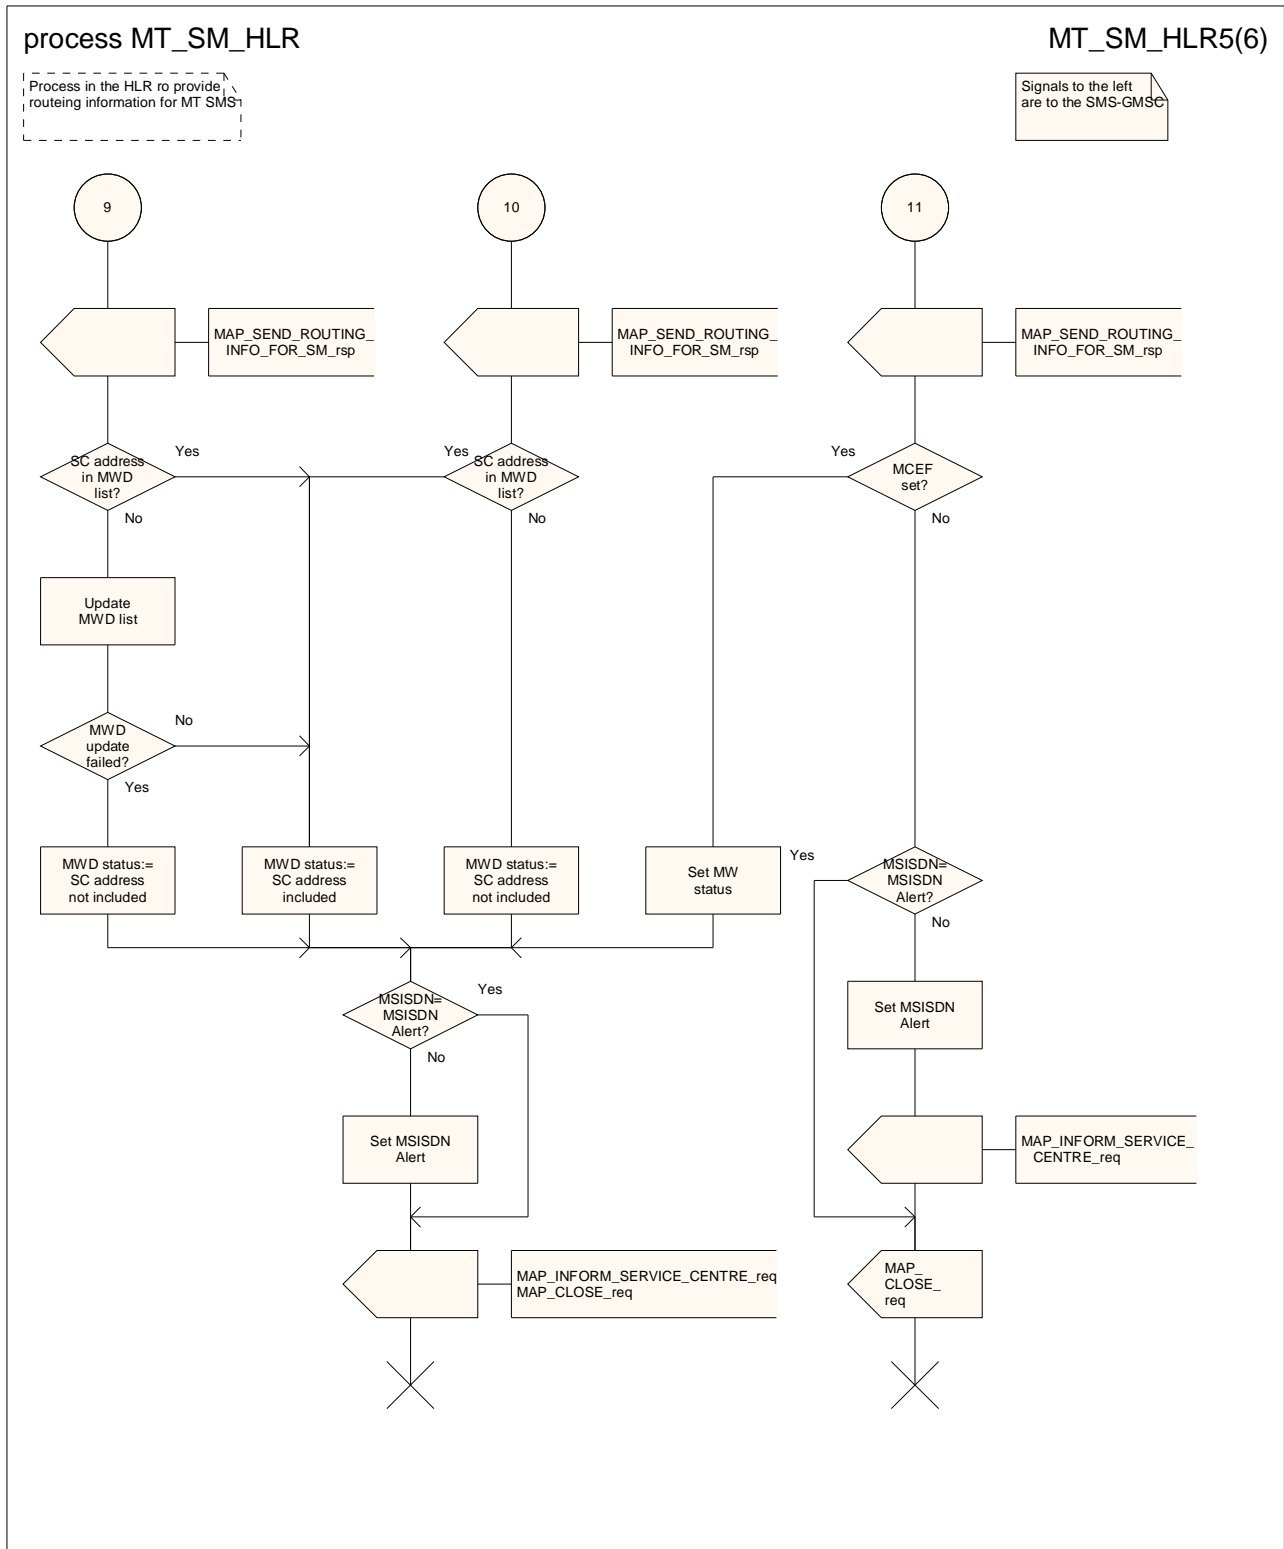 process MT_SM_HLR
MT_SM_HLR5(6)
Process in the HLR ro provide
routeing information for MT SMS
Signals to the left
are to the SMS-GMSC
9
10
11
MAP_SEND_ROUTING_
INFO_FOR_SM_rsp
MAP_SEND_ROUTING_
INFO_FOR_SM_rsp
MAP_SEND_ROUTING_
INFO_FOR_SM_rsp
SC address
in MWD
list?
Yes
No
Yes
SC address
in MWD
list?
No
Yes
MCEF
set?
No
Update
MWD list
MWD
update
failed?
No
Yes
MWD status:=
SC address
not included
MWD status:=
SC address
included
MWD status:=
SC address
not included
Set MW
status
Yes
MSISDN=
MSISDN
Alert?
No
MSISDN=
MSISDN
Alert?
Yes
No
Set MSISDN
Alert
Set MSISDN
Alert
MAP_INFORM_SERVICE_
CENTRE_req
MAP_INFORM_SERVICE_CENTRE_req
MAP_CLOSE_req
MAP_
CLOSE_
req